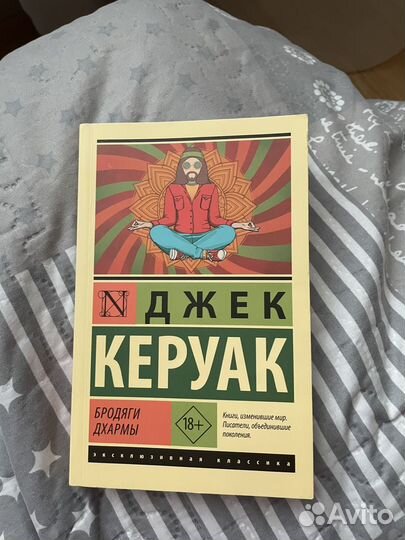 N ДЖЕК
КЕРУАК
БРОДЯГИ
ДХАРМЫ
18+
Книги, изменившие мир.
Писатели, объединившие
поколения.
эксклюзивная классика
Avito